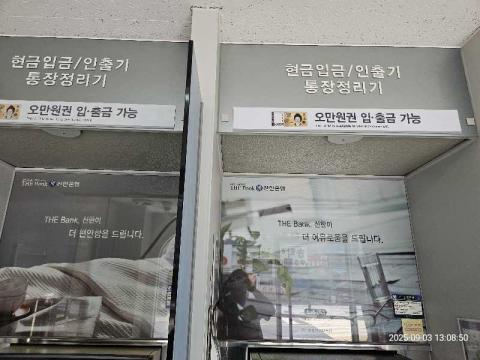 현금입금/인출기
통장정리기
오만원권 입·출금 가능
THE Bank 신한은행
THE Bank, 신한이
더 편안함을 드립니다.
현금입금/인출기
통장정리기
오만원권 입·출금 가능
THE Bank 신한은행
THE Bank, 신한이
더 여유로움을 드립니다.
2025-09-03 13:08:50